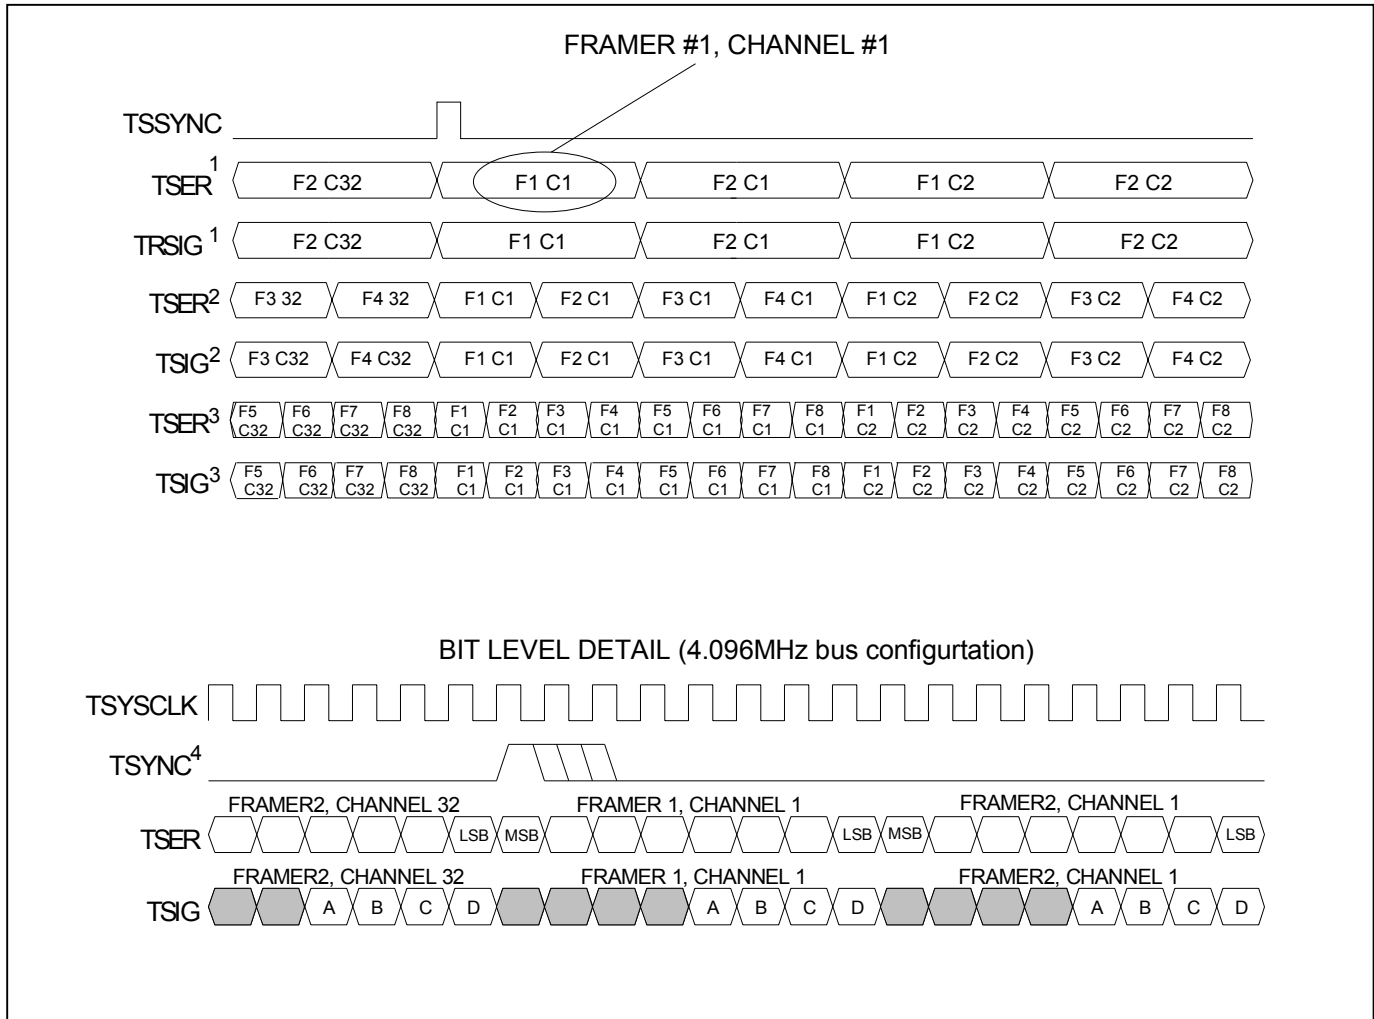 FRAMER #1, CHANNEL #1
TSSYNC
TSER 1 F2 C32 F1 C1 F2 C1 F1 C2 F2 C2
TRSIG 1 F2 C32 F1 C1 F2 C1 F1 C2 F2 C2
TSER2 F3 32 F4 32 F1 C1 F2 C1 F3 C1 F4 C1 F1 C2 F2 C2 F3 C2 F4 C2
TSIG2 F3 C32 F4 C32 F1 C1 F2 C1 F3 C1 F4 C1 F1 C2 F2 C2 F3 C2 F4 C2
TSER3 F5 C32 F6 C32 F7 C32 F8 C32 F1 C1 F2 C1 F3 C1 F4 C1 F5 C1 F6 C1 F7 C1 F8 C1 F1 C2 F2 C2 F3 C2 F4 C2 F5 C2 F6 C2 F7 C2 F8 C2
TSIG3 F5 C32 F6 C32 F7 C32 F8 C32 F1 C1 F2 C1 F3 C1 F4 C1 F5 C1 F6 C1 F7 C1 F8 C1 F1 C2 F2 C2 F3 C2 F4 C2 F5 C2 F6 C2 F7 C2 F8 C2
BIT LEVEL DETAIL (4.096MHz bus configurtation)
TSYSCLK
TSYNC4
FRAMER2, CHANNEL 32 FRAMER 1, CHANNEL 1 FRAMER2, CHANNEL 1
TSER LSB MSB LSB MSB LSB
FRAMER2, CHANNEL 32 FRAMER 1, CHANNEL 1 FRAMER2, CHANNEL 1
TSIG A B C D A B C D A B C D